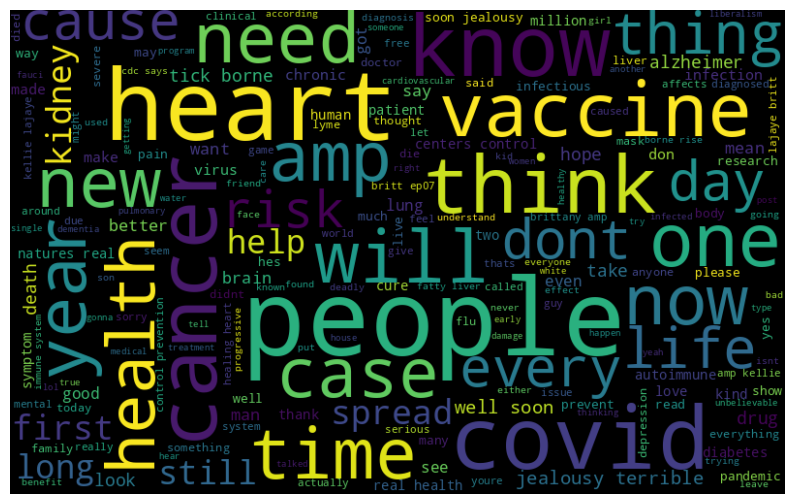 cause
need
know
thing
died
clinical
according
diagnosis
someone
soon jealousy
million
girl
liberalism
way
fauci
cdc says
may
program
got
free
doctor
cardiovascular
liver
another
alzheimer
made
severe
tick borne
chronic
said
infectious
affects
diagnosed
infection
kidney
might
used
getting
heart
human
lyme
patient
thought
say
let
vaccine
caused
mask
borne rise
lajaye britt
kellie lajaye
make
want
game
centers control
hope
don
mean
research
pain
virus
die
kid
women
new
cancer
amp
britt ep07
right
think
healthy
day
post
friend
care
lung
feel
brittany amp
body
try
infected
going
around
water
risk
face
much
understand
due
dementia
pulmonary
better
single
natures real
help
world
live
give
two
dont
one
year
health
seem
hes
will
thats
everyone
white
take
anyone
please
son
brain
known
found
deadly
cure
fatty liver
called
even
effect
guy
now
bad
death
symptom
immune system
gonna
sorry
didnt
healing heart
progressive
people
flu
never
early
damage
happen
type
yes
life
lol
true
tell
control prevention
medical
treatment
house
put
case
every
yeah
isnt
good
mental
today
well
either
issue
autoimmune
amp kellie
thinking
prevent
depression
love
kind
show
first
man
thank
spread
well soon
read
drug
unbelievable
family
really
something
system
serious
many
time
covid
everything
trying
diabetes
long
look
still
hear
talked
see
actually
real health
youre
jealousy terrible
pandemic
benefit
leave